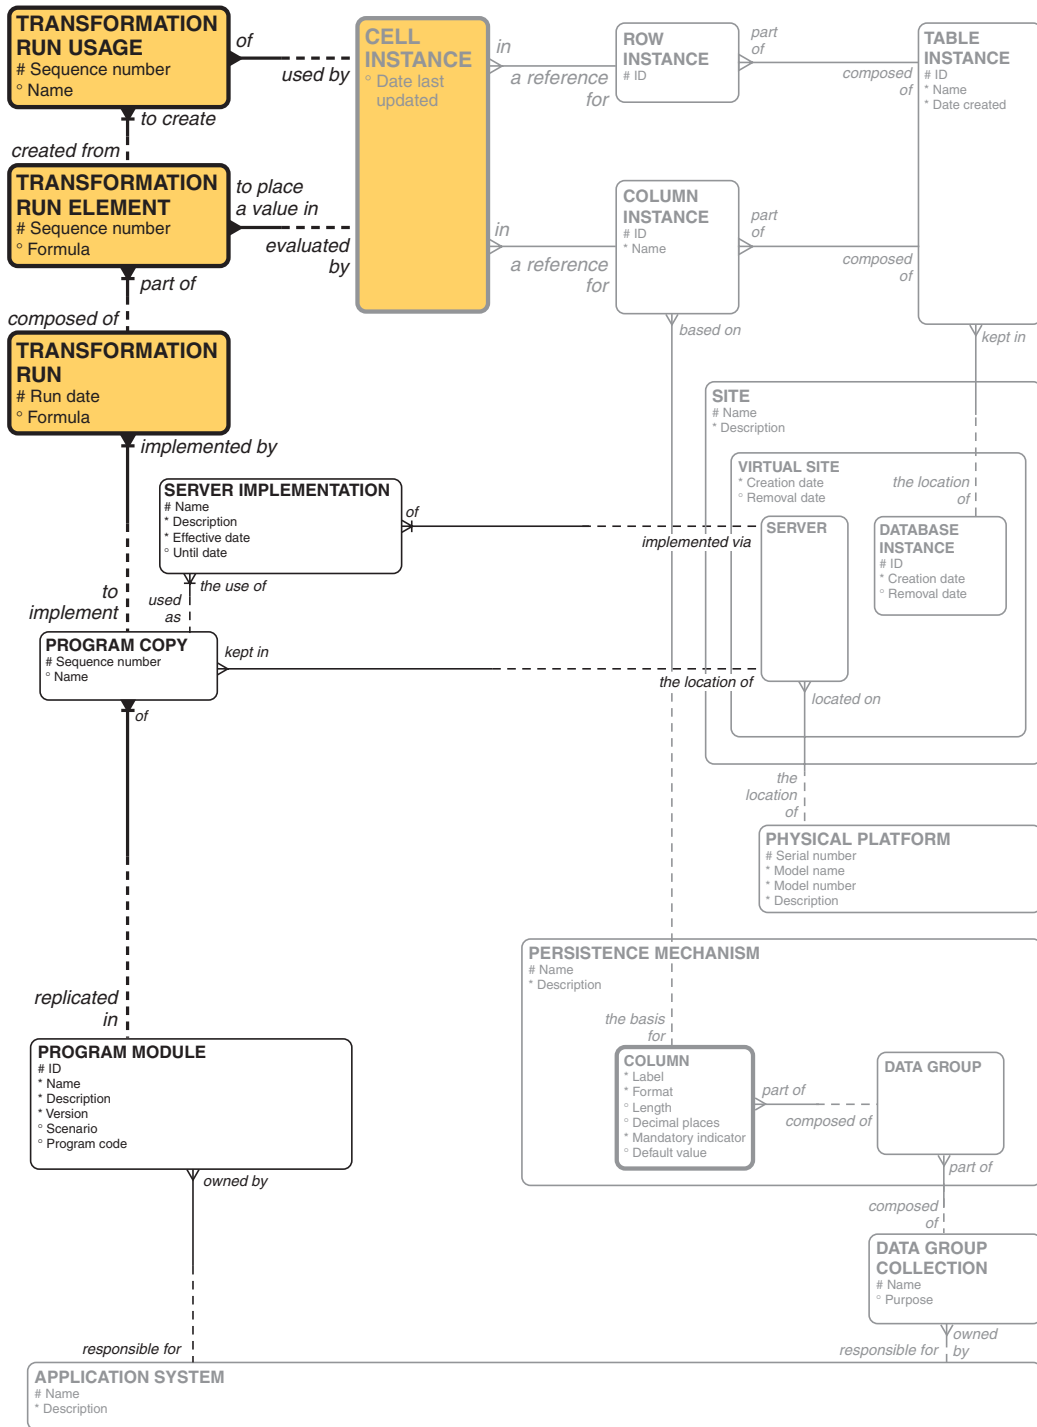 TRANSFORMATION
RUN USAGE
# Sequence number
° Name
of
used by
CELL
INSTANCE
° Date last
updated
in
a reference
for
ROW
INSTANCE
# ID
part
of
composed
of
TABLE
INSTANCE
# ID
* Name
* Date created
to create
created from
TRANSFORMATION
RUN ELEMENT
# Sequence number
° Formula
to place
a value in
evaluated
by
in
a reference
for
COLUMN
INSTANCE
# ID
* Name
part
of
composed
of
part of
composed of
based on
kept in
TRANSFORMATION
RUN
# Run date
° Formula
implemented by
SITE
# Name
* Description
VIRTUAL SITE
* Creation date
° Removal date
the location
of
SERVER IMPLEMENTATION
# Name
* Description
* Effective date
° Until date
of
implemented via
SERVER
DATABASE
INSTANCE
# ID
* Creation date
° Removal date
the use of
used
as
to
implement
PROGRAM COPY
# Sequence number
° Name
kept in
the location of
located on
of
the
location
of
PHYSICAL PLATFORM
# Serial number
* Model name
* Model number
* Description
PERSISTENCE MECHANISM
# Name
* Description
replicated
in
the basis
for
PROGRAM MODULE
# ID
* Name
* Description
* Version
° Scenario
° Program code
COLUMN
* Label
* Format
° Length
° Decimal places
* Mandatory indicator
° Default value
part of
composed of
DATA GROUP
owned by
part of
composed
of
DATA GROUP
COLLECTION
# Name
° Purpose
responsible for
responsible for
owned
by
APPLICATION SYSTEM
# Name
* Description